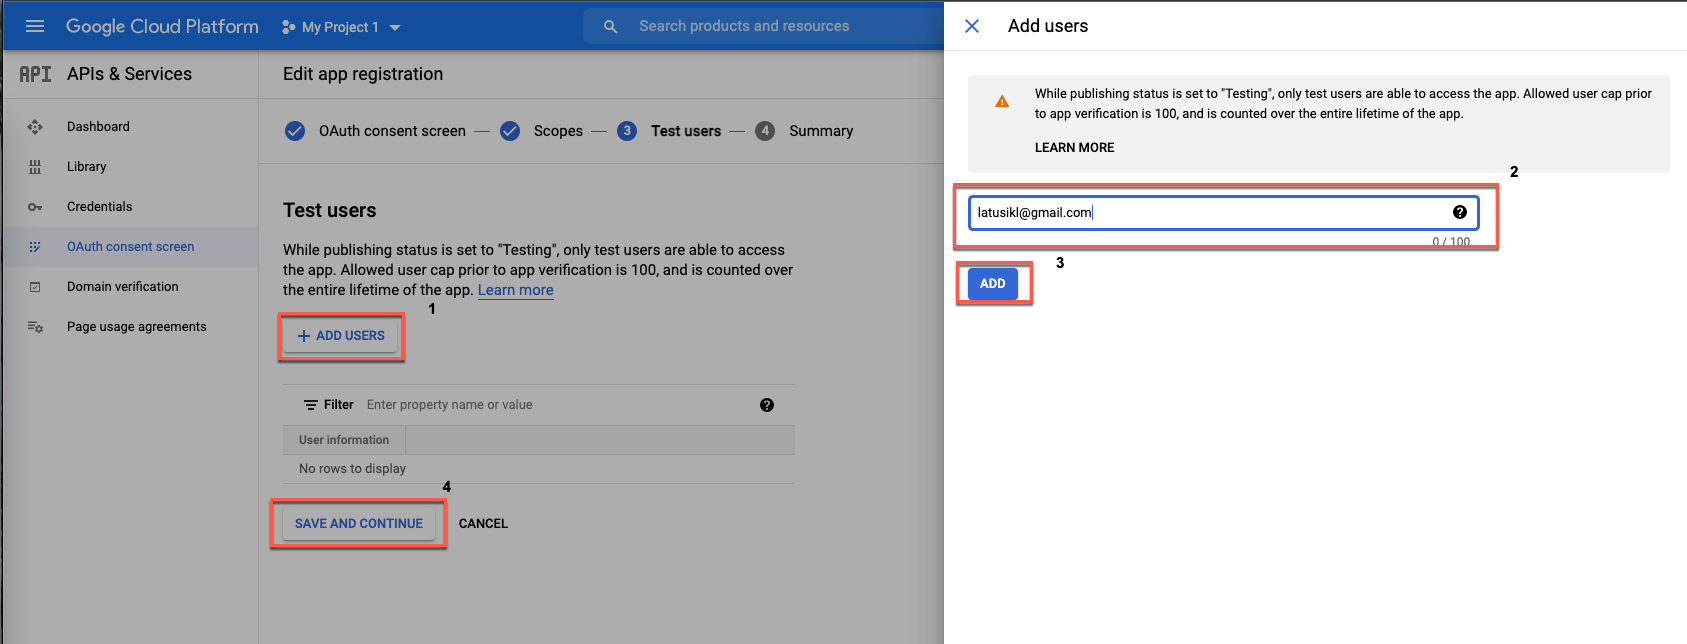 Google Cloud Platform
My Project 1
Search products and resources
API APIs & Services
Dashboard
Library
Credentials
OAuth consent screen
Domain verification
Page usage agreements
Edit app registration
OAuth consent screen — Scopes — 3 Test users — 4 Summary
Test users
While publishing status is set to "Testing", only test users are able to access
the app. Allowed user cap prior to app verification is 100, and is counted over
the entire lifetime of the app. Learn more
1
+ ADD USERS
Filter Enter property name or value
User information
No rows to display
4
SAVE AND CONTINUE CANCEL
Add users
While publishing status is set to "Testing", only test users are able to access the app. Allowed user cap prior
to app verification is 100, and is counted over the entire lifetime of the app.
LEARN MORE
2
latusikl@gmail.com
0 / 100
3
ADD